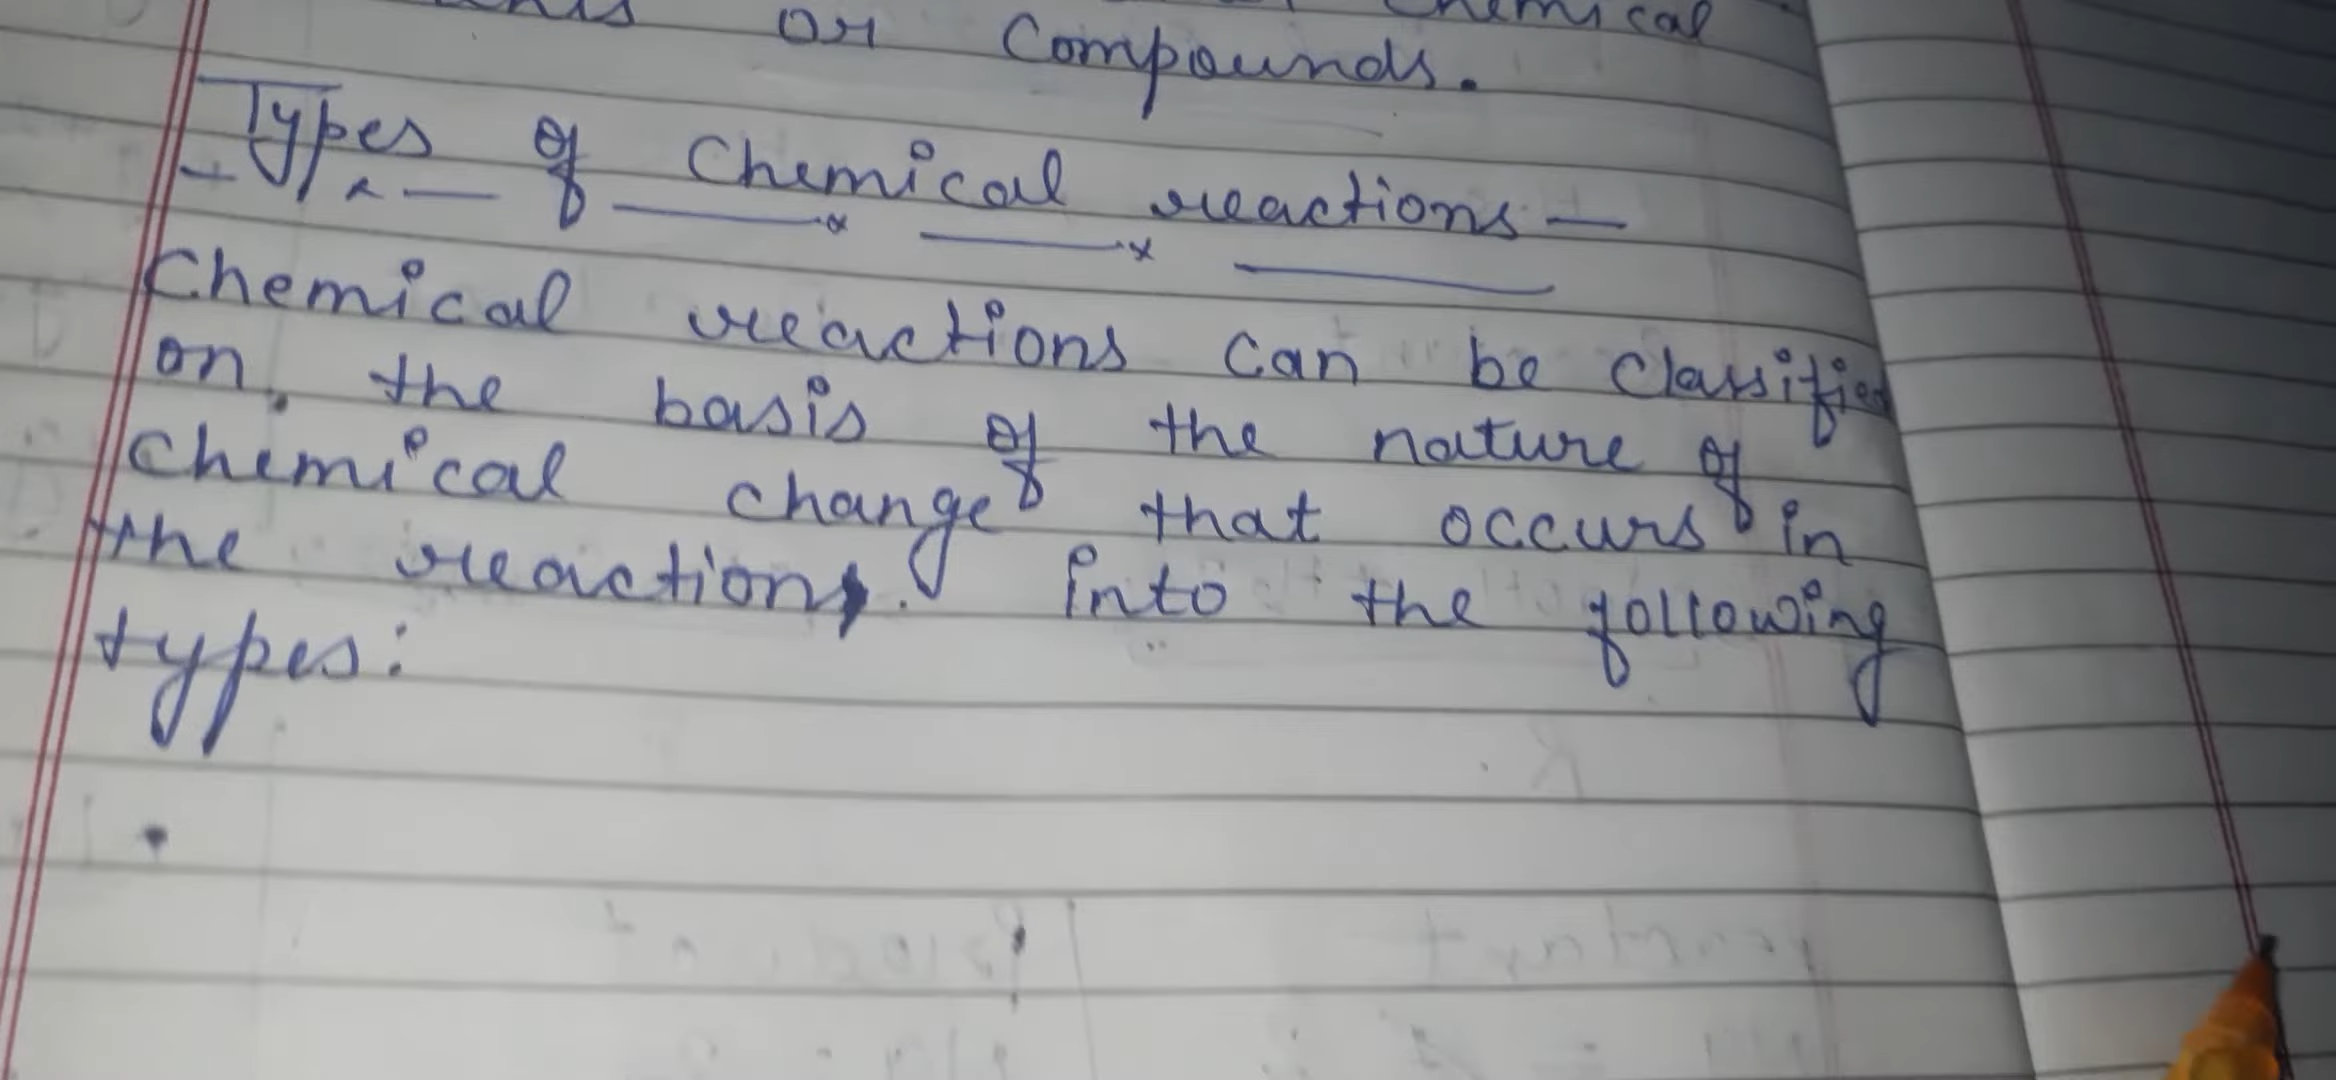 or Chemical
Compounds.
Types of Chemical reactions —
Chemical reactions can be classified
on the basis of the nature of
chemical change that occurs in
the reactions. into the following
types: